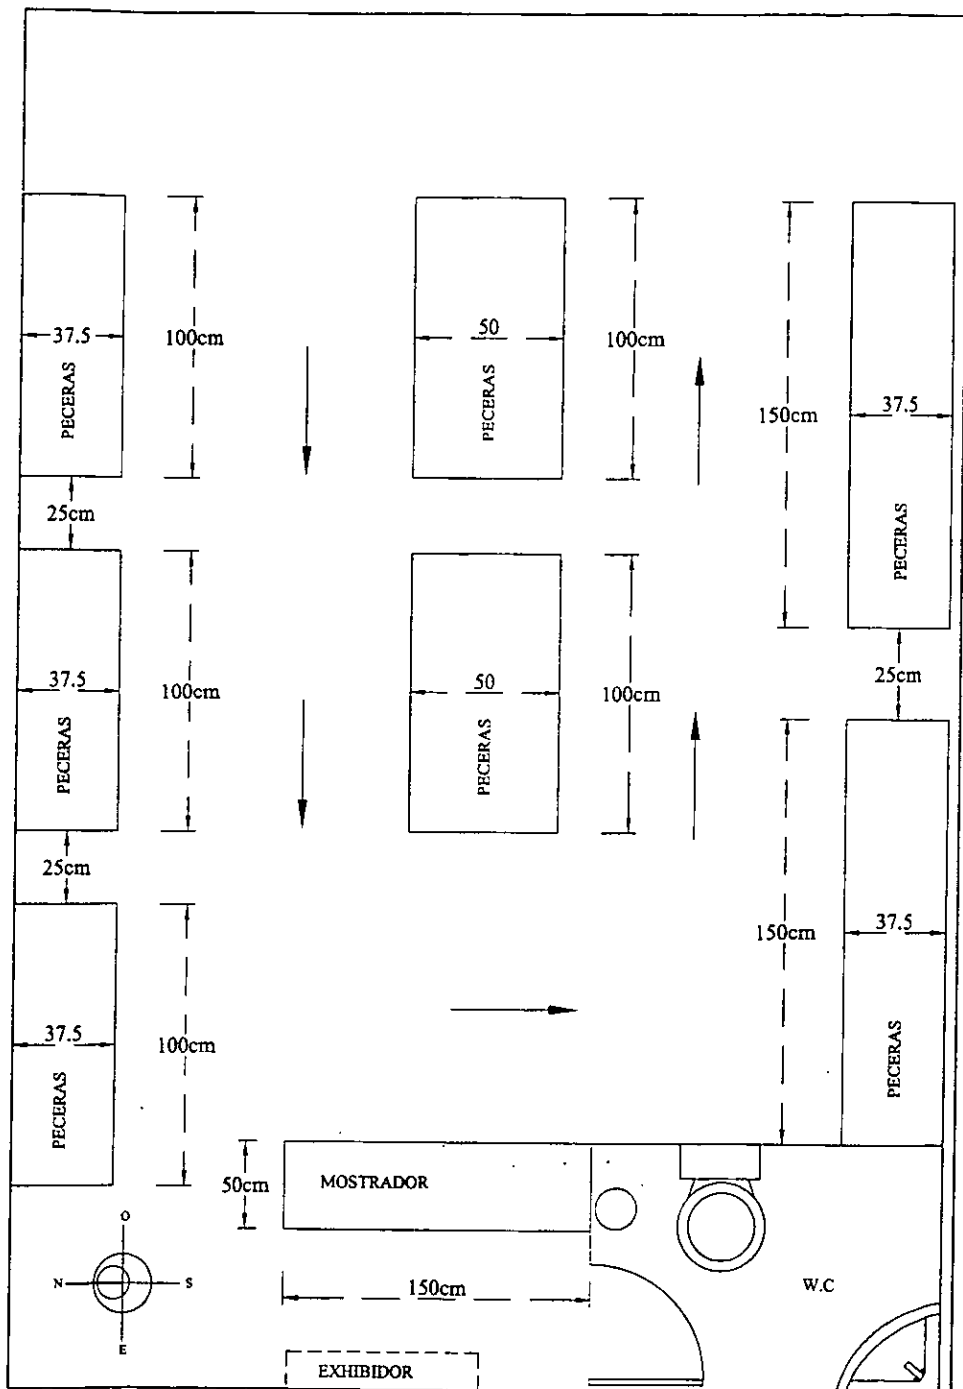 37.5
100cm
PECERAS
50
100cm
PECERAS
150cm
37.5
PECERAS
25cm
37.5
100cm
PECERAS
50
100cm
PECERAS
25cm
25cm
37.5
100cm
PECERAS
150cm
37.5
PECERAS
50cm
MOSTRADOR
O
N S
E
150cm
W.C
EXHIBIDOR